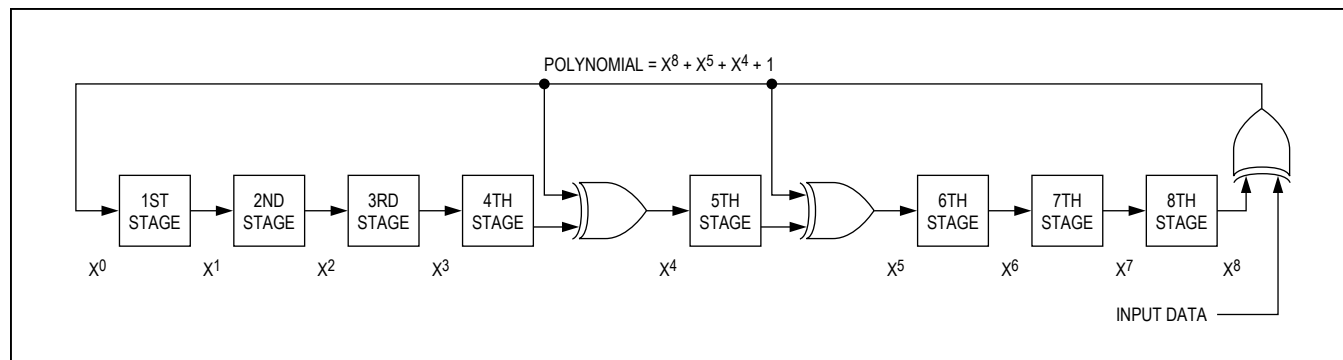 POLYNOMIAL = X⁸ + X⁵ + X⁴ + 1
1ST STAGE
2ND STAGE
3RD STAGE
4TH STAGE
5TH STAGE
6TH STAGE
7TH STAGE
8TH STAGE
X⁰
X¹
X²
X³
X⁴
X⁵
X⁶
X⁷
X⁸
INPUT DATA